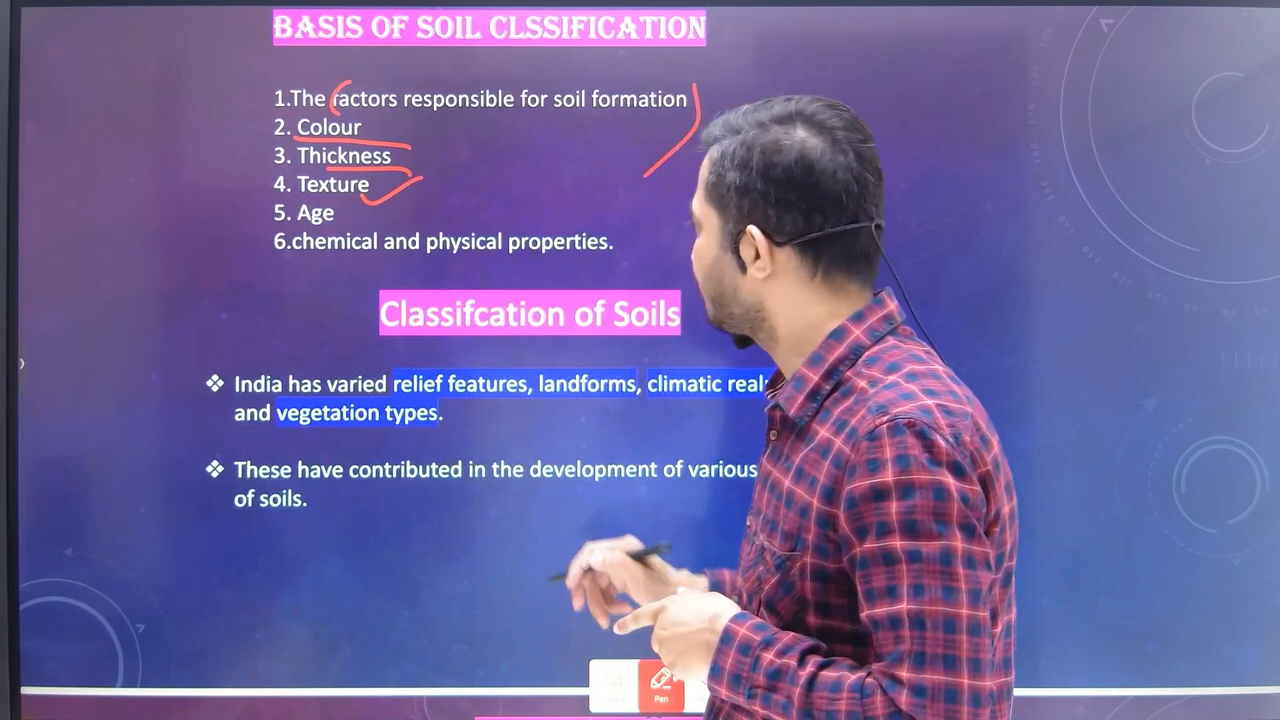 BASIS OF SOIL CLSSIFICATION
1.The factors responsible for soil formation
2. Colour
3. Thickness
4. Texture
5. Age
6.chemical and physical properties.
Classifcation of Soils
❖ India has varied relief features, landforms, climatic
and vegetation types.
❖ These have contributed in the development of various
of soils.
Pen